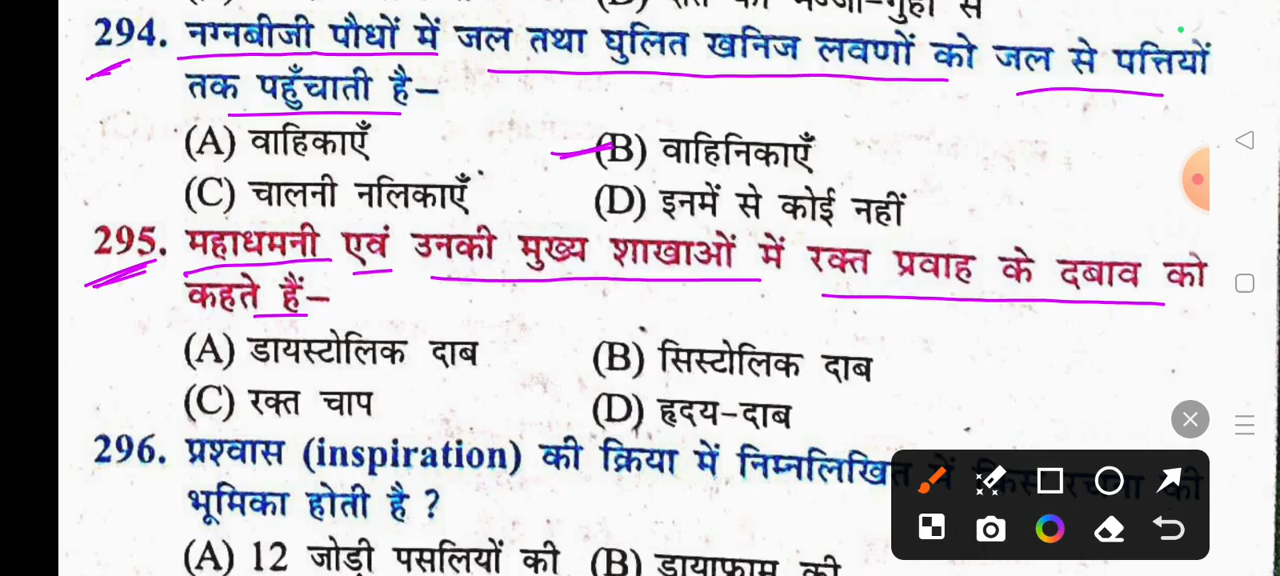 294. नग्नबीजी पौधों में जल तथा घुलित खनिज लवणों को जल से पत्तियों
तक पहुँचाती है–
(A) वाहिकाएँ (B) वाहिनिकाएँ
(C) चालनी नलिकाएँ (D) इनमें से कोई नहीं
295. महाधमनी एवं उनकी मुख्य शाखाओं में रक्त प्रवाह के दबाव को
कहते हैं–
(A) डायस्टोलिक दाब (B) सिस्टोलिक दाब
(C) रक्त चाप (D) हृदय-दाब
296. प्रश्वास (inspiration) की क्रिया में निम्नलिखित में किस रचना की
भूमिका होती है ?
(A) 12 जोड़ी पसलियों की (B) डायाफ्राम की